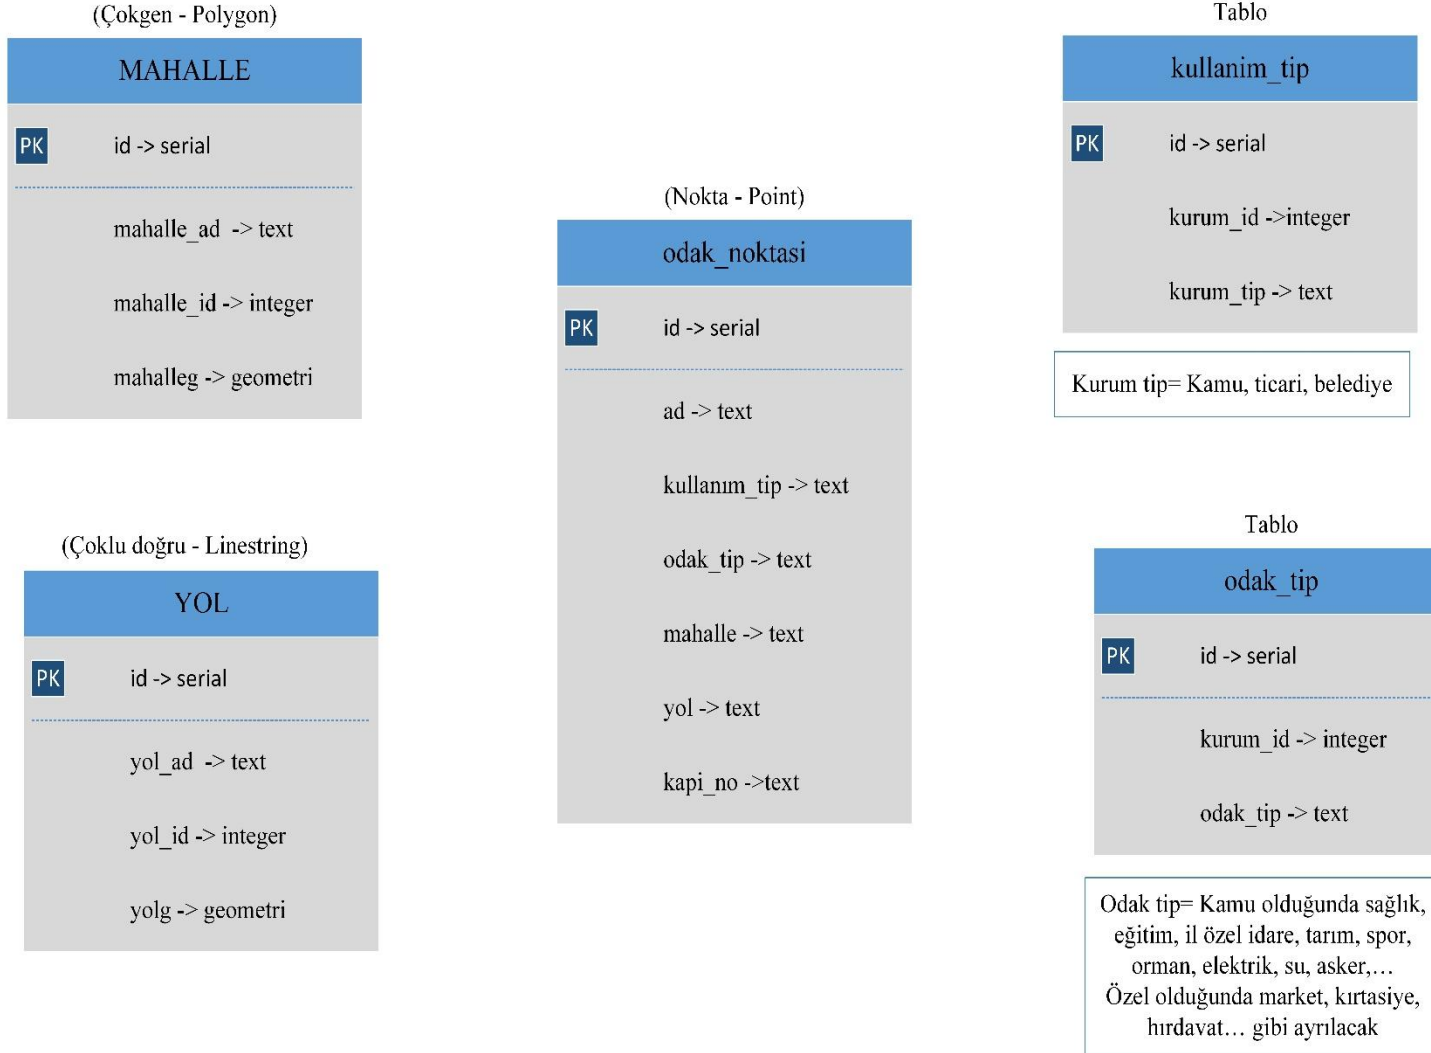 (Çokgen - Polygon)
MAHALLE
PK
id -> serial
mahalle_ad -> text
mahalle_id -> integer
mahalleg -> geometri
(Çoklu doğru - Linestring)
YOL
PK
id -> serial
yol_ad -> text
yol_id -> integer
yolg -> geometri
(Nokta - Point)
odak_noktasi
PK
id -> serial
ad -> text
kullanım_tip -> text
odak_tip -> text
mahalle -> text
yol -> text
kapi_no ->text
Tablo
kullanim_tip
PK
id -> serial
kurum_id ->integer
kurum_tip -> text
Kurum tip= Kamu, ticari, belediye
Tablo
odak_tip
PK
id -> serial
kurum_id -> integer
odak_tip -> text
Odak tip= Kamu olduğunda sağlık,
eğitim, il özel idare, tarım, spor,
orman, elektrik, su, asker,…
Özel olduğunda market, kırtasiye,
hırdavat… gibi ayrılacak